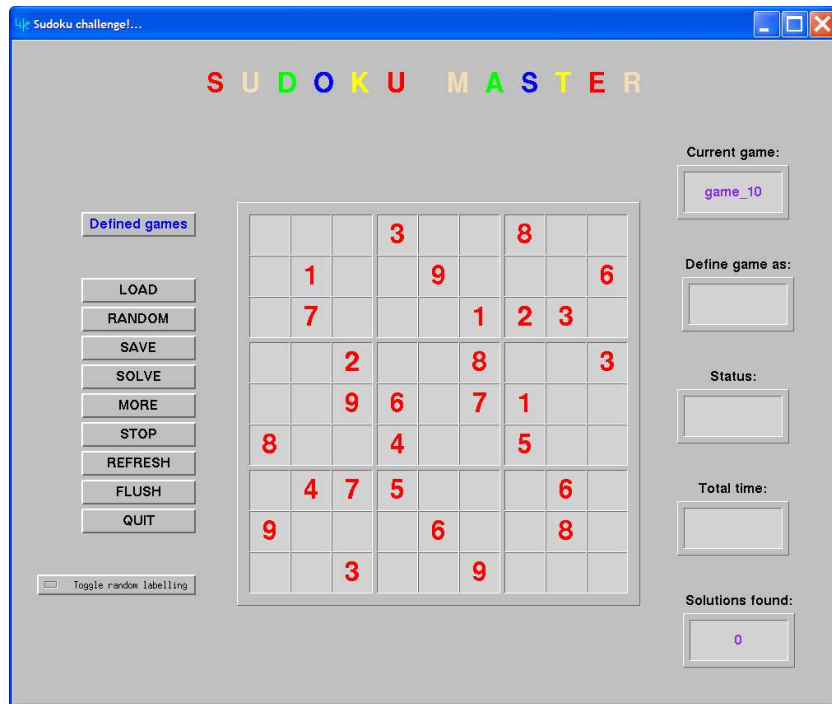 Sudoku challenge!...
SUDOKU MASTER
Current game:
game_10
Defined games
3 8
Define game as:
1 9 6
LOAD
7 1 2 3
RANDOM
SAVE
2 8 3
SOLVE
Status:
MORE
9 6 7 1
STOP
8 4 5
REFRESH
FLUSH
4 7 5 6
Total time:
QUIT
9 6 8
3 9
Toggle random labelling
Solutions found:
0